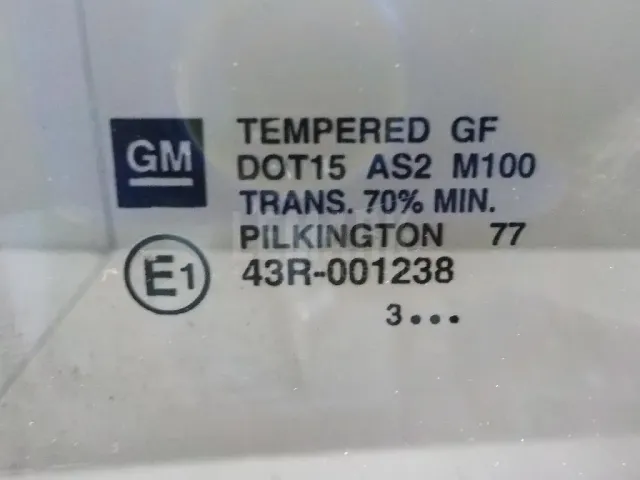 GM
TEMPERED GF
DOT15 AS2 M100
TRANS. 70% MIN.
PILKINGTON 77
E1
43R-001238
3...